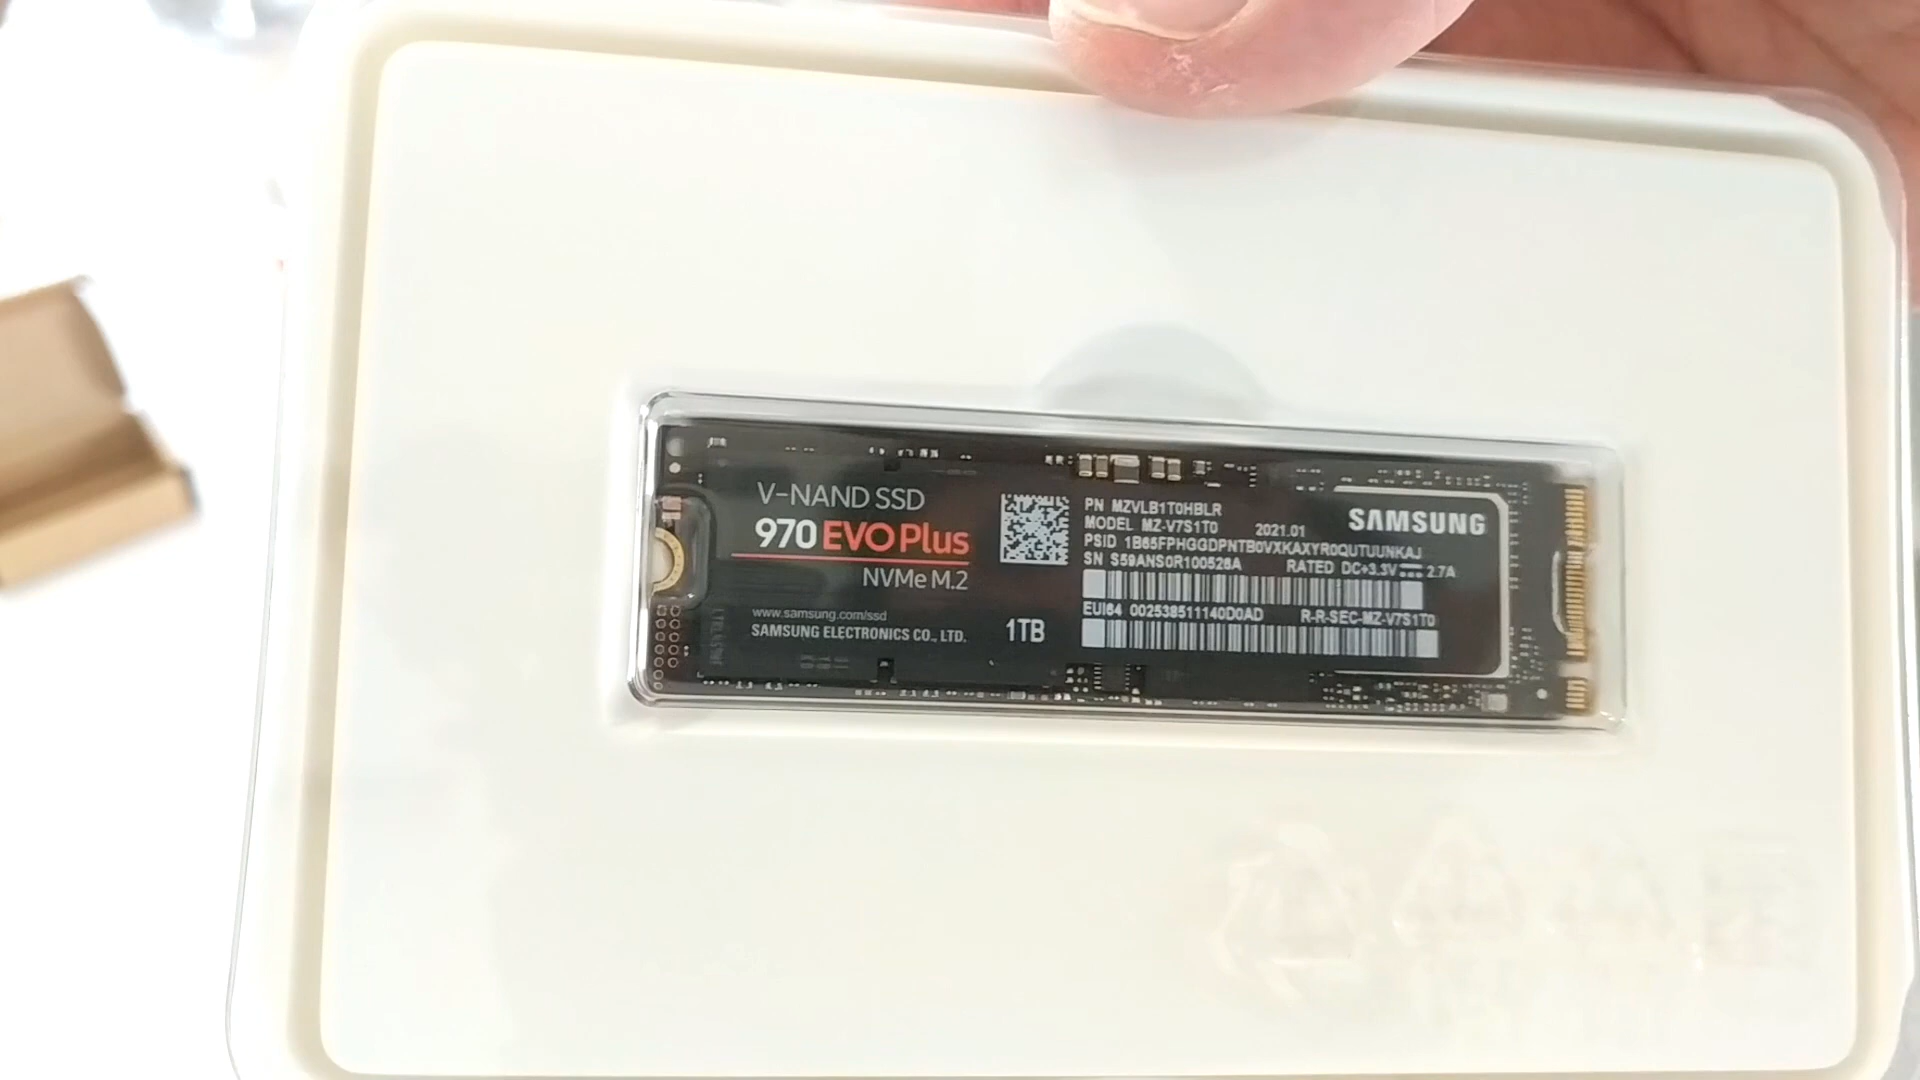 V-NAND SSD
970 EVO Plus
NVMe M.2
www.samsung.com/ssd
SAMSUNG ELECTRONICS CO., LTD.
1TB
PN MZVLB1T0HBLR
MODEL MZ-V7S1T0
2021.01
SAMSUNG
PSID 1B65FPHGGDPNTB0VXKAXYR0QUTUUNKAJ
SN S59ANS0R100526A
RATED DC+3.3V 2.7A
EUI64 002538511140D0AD
R-R-SEC-MZ-V7S1T0